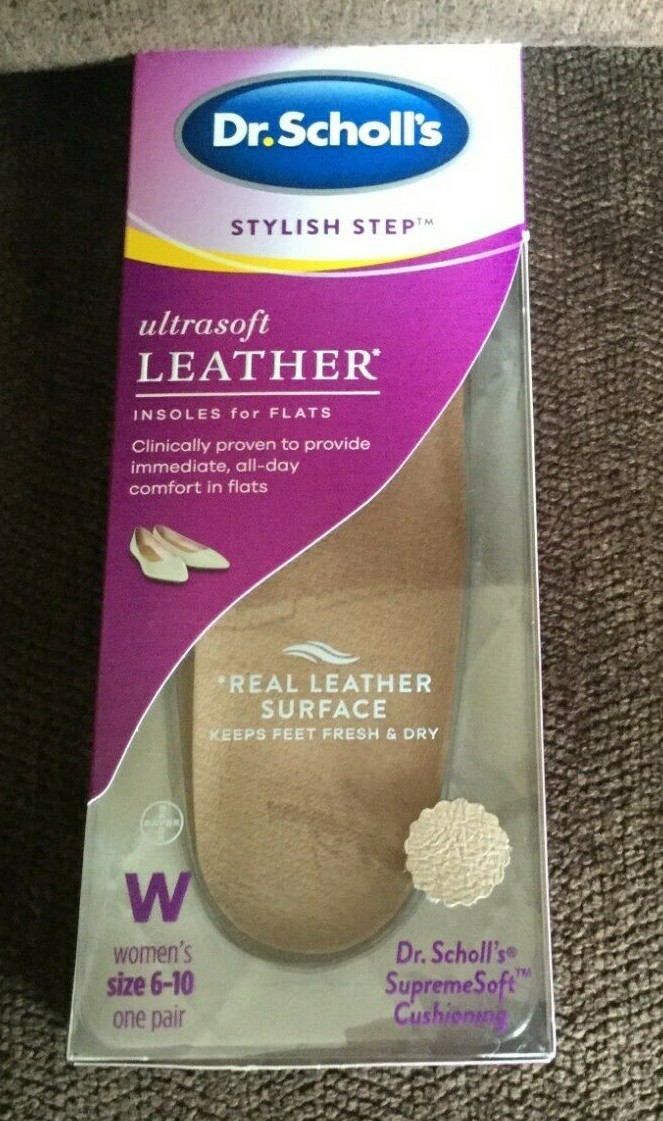 Dr.Scholl's
STYLISH STEP™
ultrasoft
LEATHER*
INSOLES for FLATS
Clinically proven to provide
immediate, all-day
comfort in flats
*REAL LEATHER
SURFACE
KEEPS FEET FRESH & DRY
BAYER
W
women's
size 6-10
one pair
Dr. Scholl's®
SupremeSoft™
Cushioning